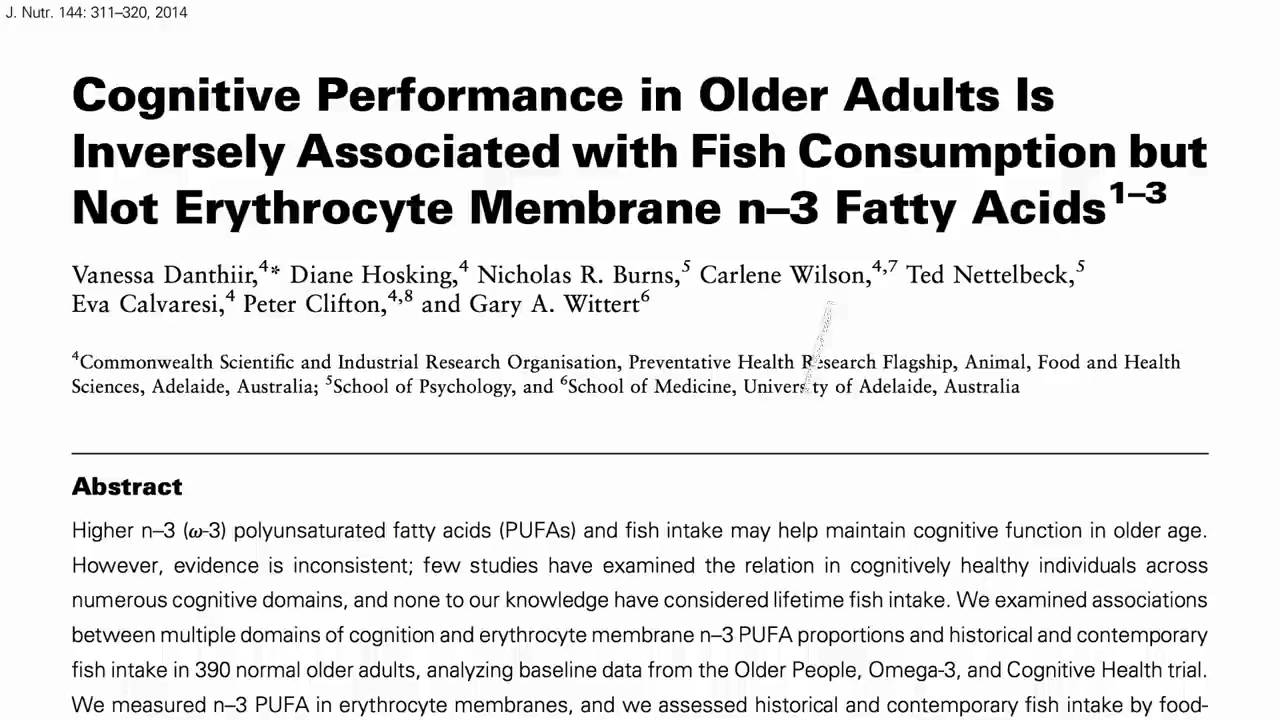 J. Nutr. 144: 311–320, 2014
Cognitive Performance in Older Adults Is
Inversely Associated with Fish Consumption but
Not Erythrocyte Membrane n–3 Fatty Acids1–3
Vanessa Danthiir,4* Diane Hosking,4 Nicholas R. Burns,5 Carlene Wilson,4,7 Ted Nettelbeck,5
Eva Calvaresi,4 Peter Clifton,4,8 and Gary A. Wittert6
4Commonwealth Scientific and Industrial Research Organisation, Preventative Health Research Flagship, Animal, Food and Health
Sciences, Adelaide, Australia; 5School of Psychology, and 6School of Medicine, University of Adelaide, Australia
Abstract
Higher n–3 (ω-3) polyunsaturated fatty acids (PUFAs) and fish intake may help maintain cognitive function in older age.
However, evidence is inconsistent; few studies have examined the relation in cognitively healthy individuals across
numerous cognitive domains, and none to our knowledge have considered lifetime fish intake. We examined associations
between multiple domains of cognition and erythrocyte membrane n–3 PUFA proportions and historical and contemporary
fish intake in 390 normal older adults, analyzing baseline data from the Older People, Omega-3, and Cognitive Health trial.
We measured n–3 PUFA in erythrocyte membranes, and we assessed historical and contemporary fish intake by food-